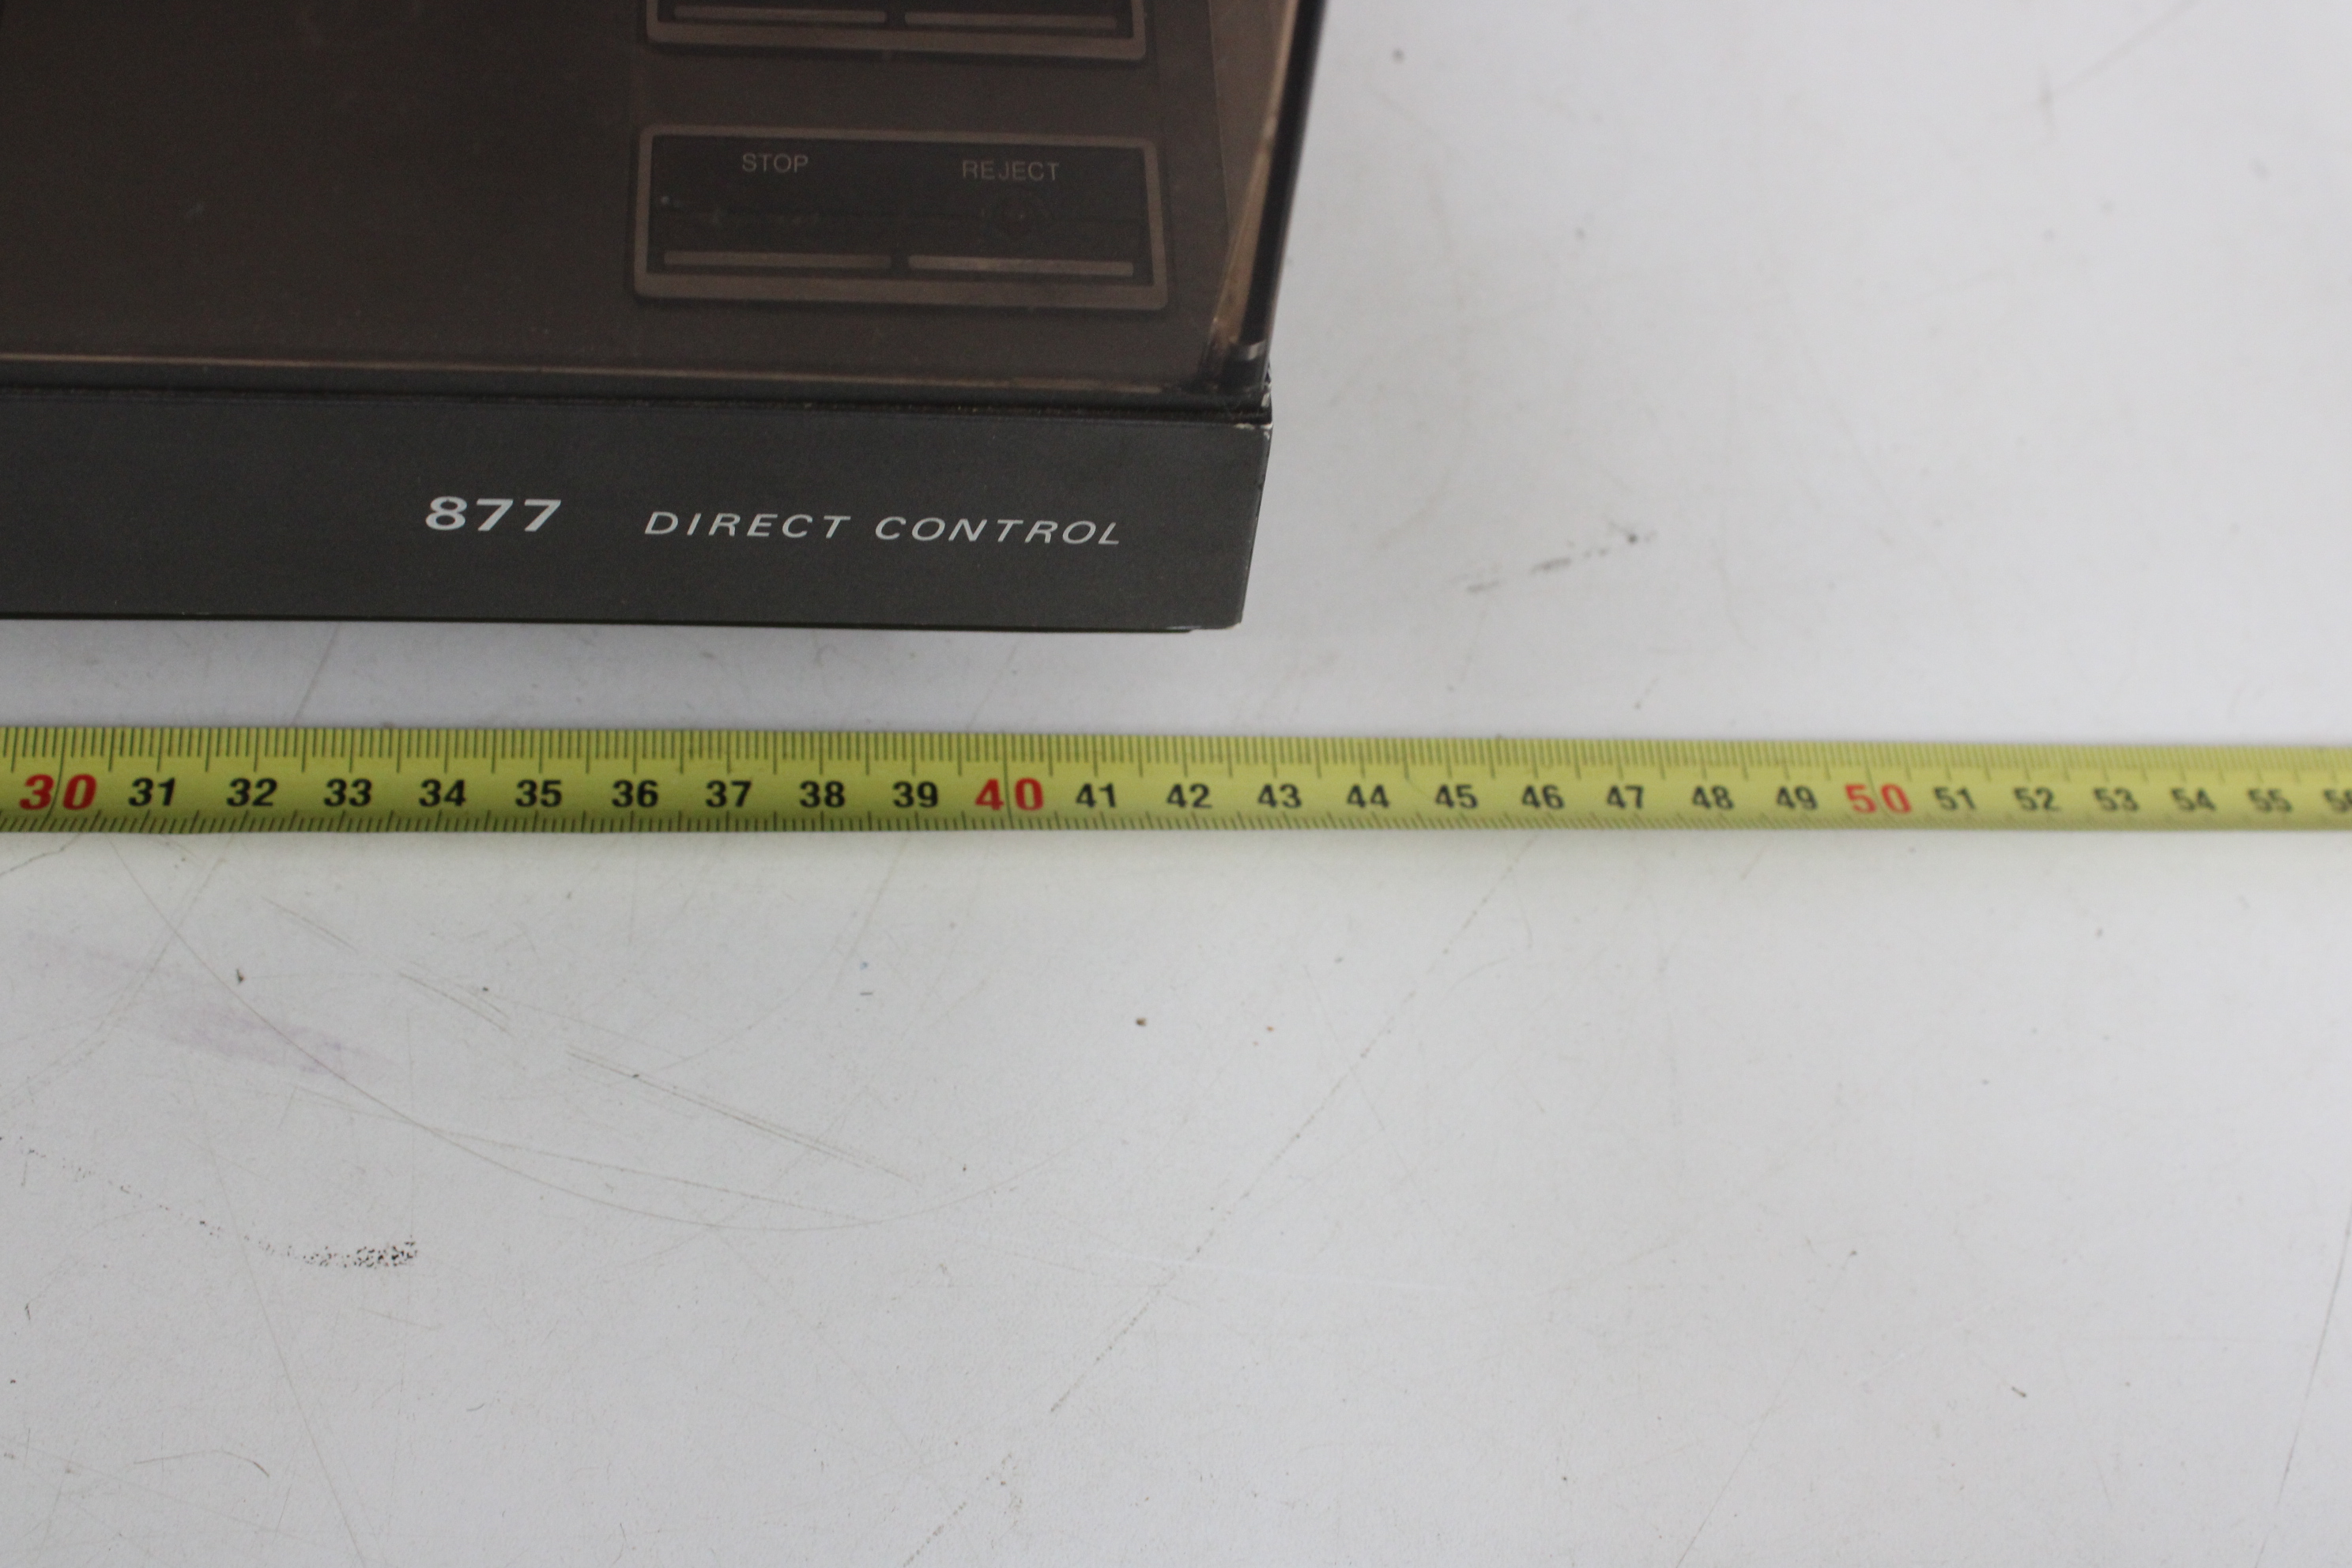 STOP REJECT
877 DIRECT CONTROL
30 31 32 33 34 35 36 37 38 39 40 41 42 43 44 45 46 47 48 49 50 51 52 53 54 55